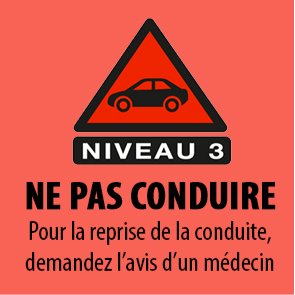 NIVEAU 3
NE PAS CONDUIRE
Pour la reprise de la conduite,
demandez l'avis d'un médecin